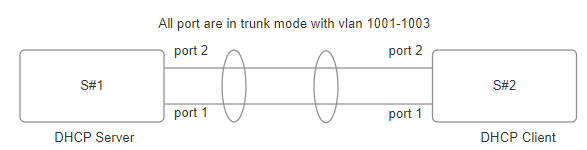 All port are in trunk mode with vlan 1001-1003
port 2
port 2
S#1
S#2
port 1
port 1
DHCP Server
DHCP Client